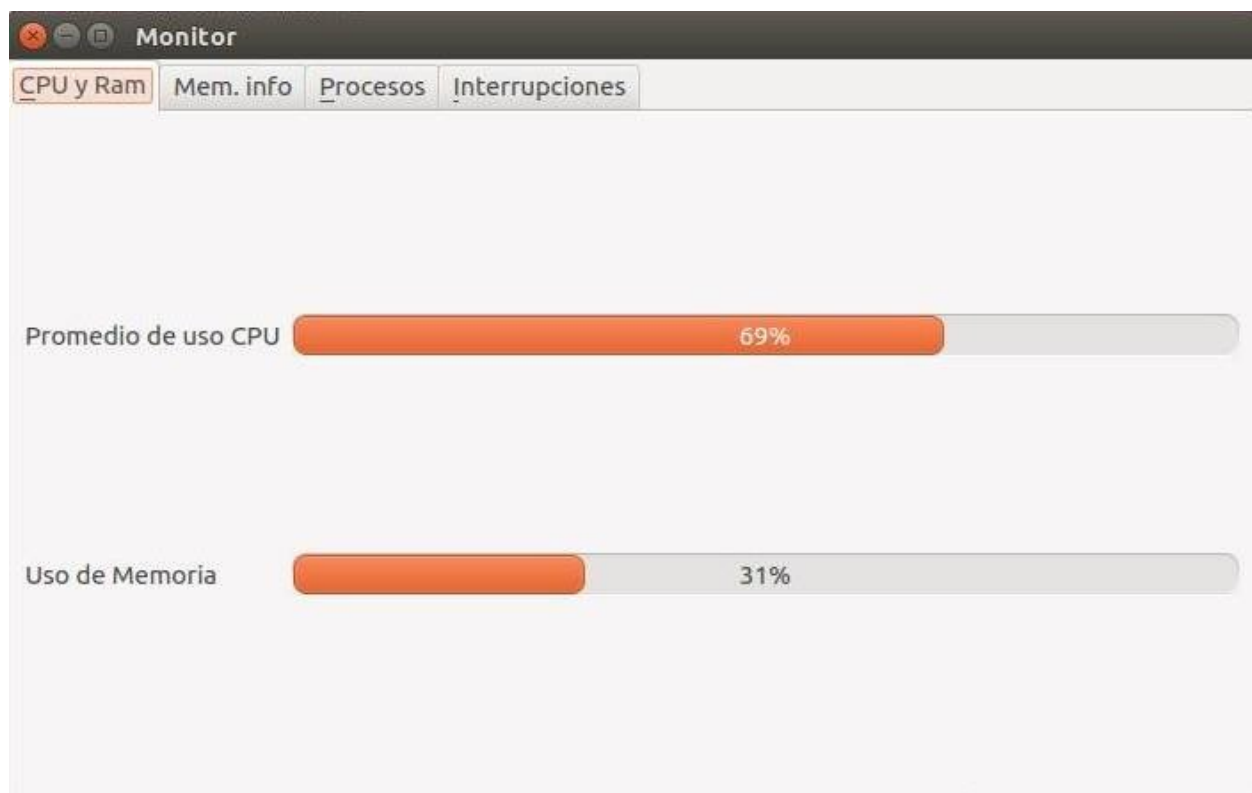 Monitor
CPU y Ram Mem. info Procesos Interrupciones
Promedio de uso CPU 69%
Uso de Memoria 31%